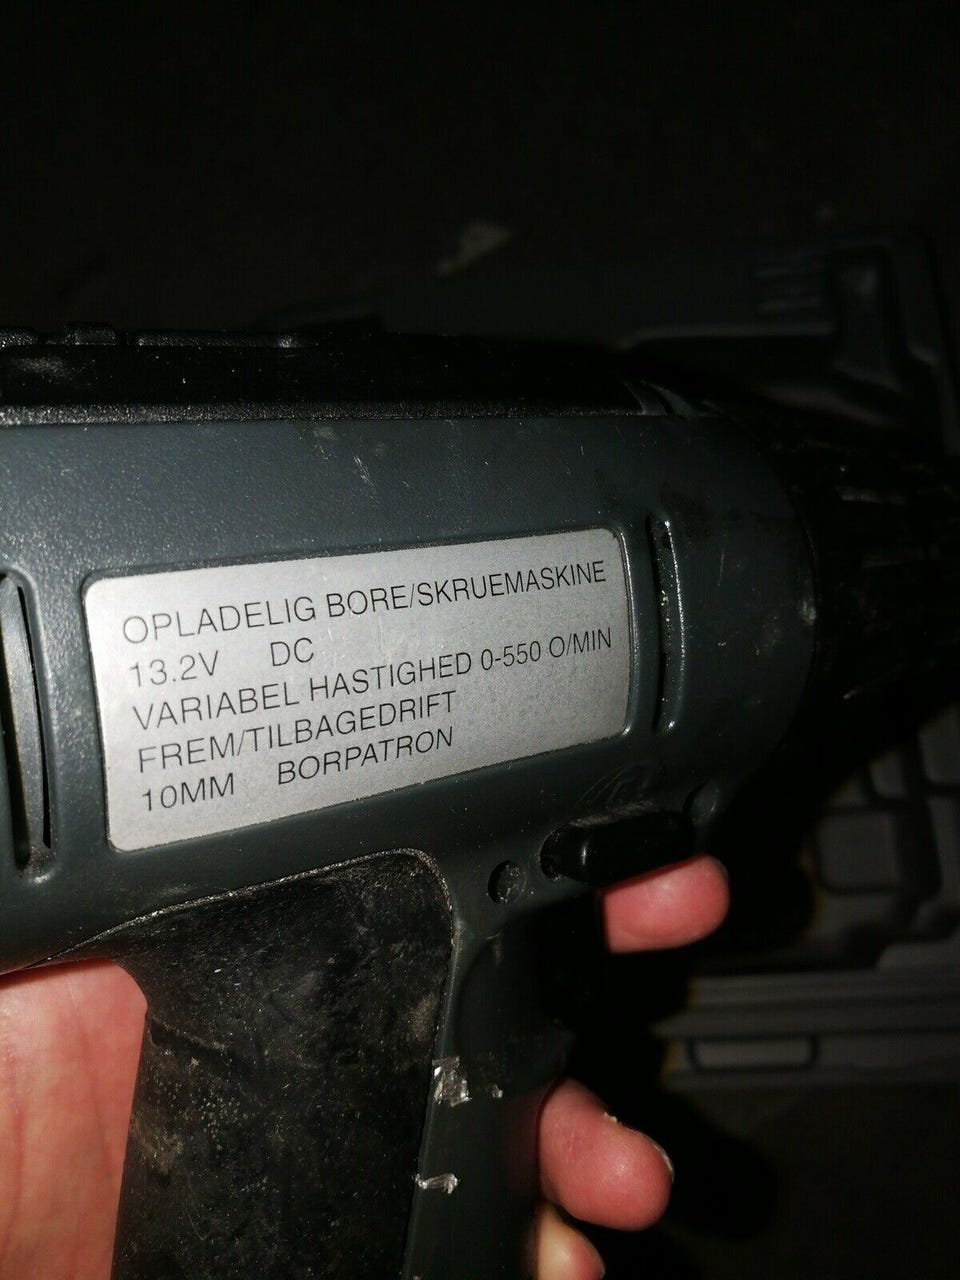 OPLADELIG BORE/SKRUEMASKINE
13.2V DC
VARIABEL HASTIGHED 0-550 O/MIN
FREM/TILBAGEDRIFT
10MM BORPATRON